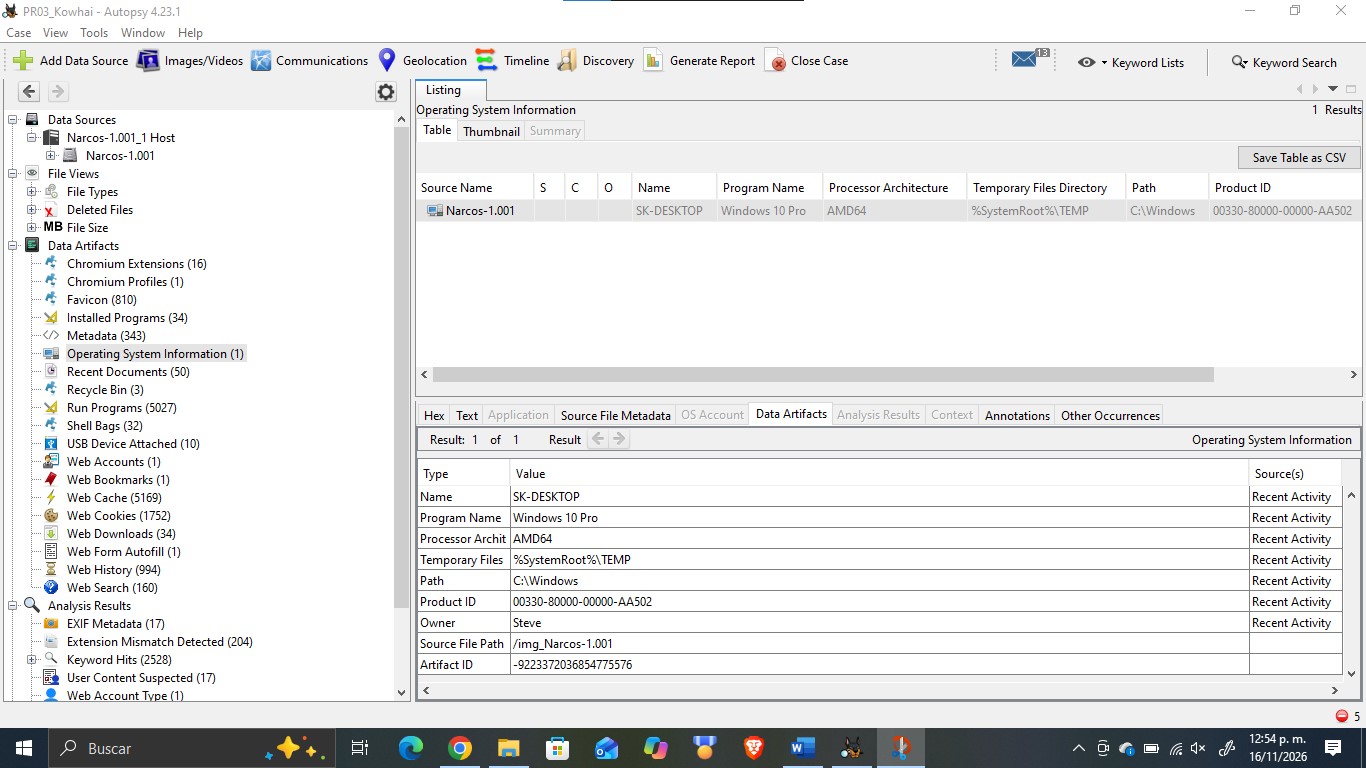 PR03_Kowhai - Autopsy 4.23.1
Case View Tools Window Help
Add Data Source Images/Videos Communications Geolocation Timeline Discovery Generate Report Close Case 13 Keyword Lists Keyword Search
Data Sources
Narcos-1.001_1 Host
Narcos-1.001
File Views
File Types
Deleted Files
MB File Size
Data Artifacts
Chromium Extensions (16)
Chromium Profiles (1)
Favicon (810)
Installed Programs (34)
Metadata (343)
Operating System Information (1)
Recent Documents (50)
Recycle Bin (3)
Run Programs (5027)
Shell Bags (32)
USB Device Attached (10)
Web Accounts (1)
Web Bookmarks (1)
Web Cache (5169)
Web Cookies (1752)
Web Downloads (34)
Web Form Autofill (1)
Web History (994)
Web Search (160)
Analysis Results
EXIF Metadata (17)
Extension Mismatch Detected (204)
Keyword Hits (2528)
User Content Suspected (17)
Web Account Type (1)
Listing
Operating System Information 1 Results
Table Thumbnail Summary
Save Table as CSV
Source Name S C O Name Program Name Processor Architecture Temporary Files Directory Path Product ID
Narcos-1.001 SK-DESKTOP Windows 10 Pro AMD64 %SystemRoot%\TEMP C:\Windows 00330-80000-00000-AA502
Hex Text Application Source File Metadata OS Account Data Artifacts Analysis Results Context Annotations Other Occurrences
Result: 1 of 1 Result Operating System Information
Type Value Source(s)
Name SK-DESKTOP Recent Activity
Program Name Windows 10 Pro Recent Activity
Processor Archit AMD64 Recent Activity
Temporary Files %SystemRoot%\TEMP Recent Activity
Path C:\Windows Recent Activity
Product ID 00330-80000-00000-AA502 Recent Activity
Owner Steve Recent Activity
Source File Path /img_Narcos-1.001
Artifact ID -9223372036854775576
5
Buscar
12:54 p. m.
16/11/2026